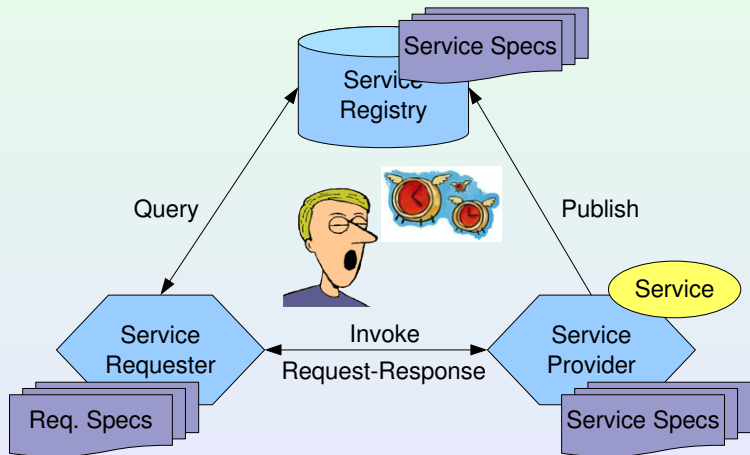 Service Specs
Service
Registry
Query
Publish
Service
Service
Requester
Invoke
Request-Response
Service
Provider
Req. Specs
Service Specs